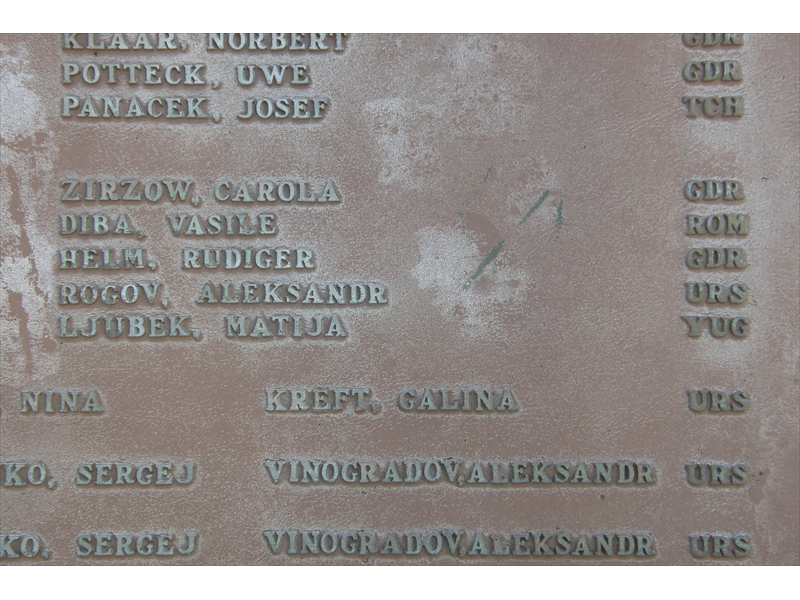 KLAAR, NORBERT GDR
POTTECK, UWE GDR
PANACEK, JOSEF TCH
ZIRZOW, CAROLA GDR
DIBA, VASILE ROM
HELM, RUDIGER GDR
ROGOV, ALEKSANDR URS
LJUBEK, MATIJA YUG
, NINA KREFT, GALINA URS
KO, SERGEJ VINOGRADOV, ALEKSANDR URS
KO, SERGEJ VINOGRADOV, ALEKSANDR URS